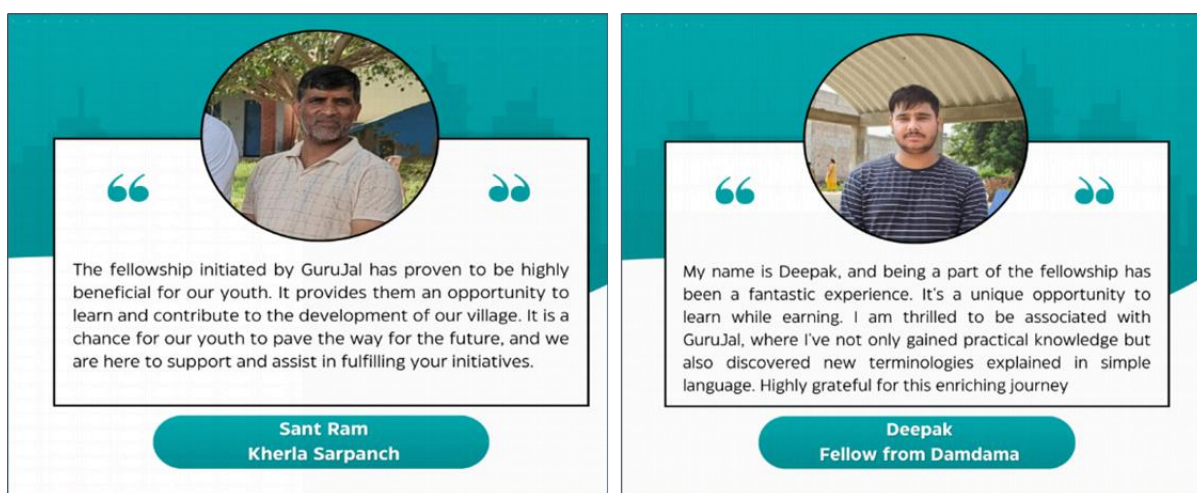 The fellowship initiated by GuruJal has proven to be highly
beneficial for our youth. It provides them an opportunity to
learn and contribute to the development of our village. It is a
chance for our youth to pave the way for the future, and we
are here to support and assist in fulfilling your initiatives.
Sant Ram
Kherla Sarpanch
My name is Deepak, and being a part of the fellowship has
been a fantastic experience. It's a unique opportunity to
learn while earning. I am thrilled to be associated with
GuruJal, where I've not only gained practical knowledge but
also discovered new terminologies explained in simple
language. Highly grateful for this enriching journey
Deepak
Fellow from Damdama